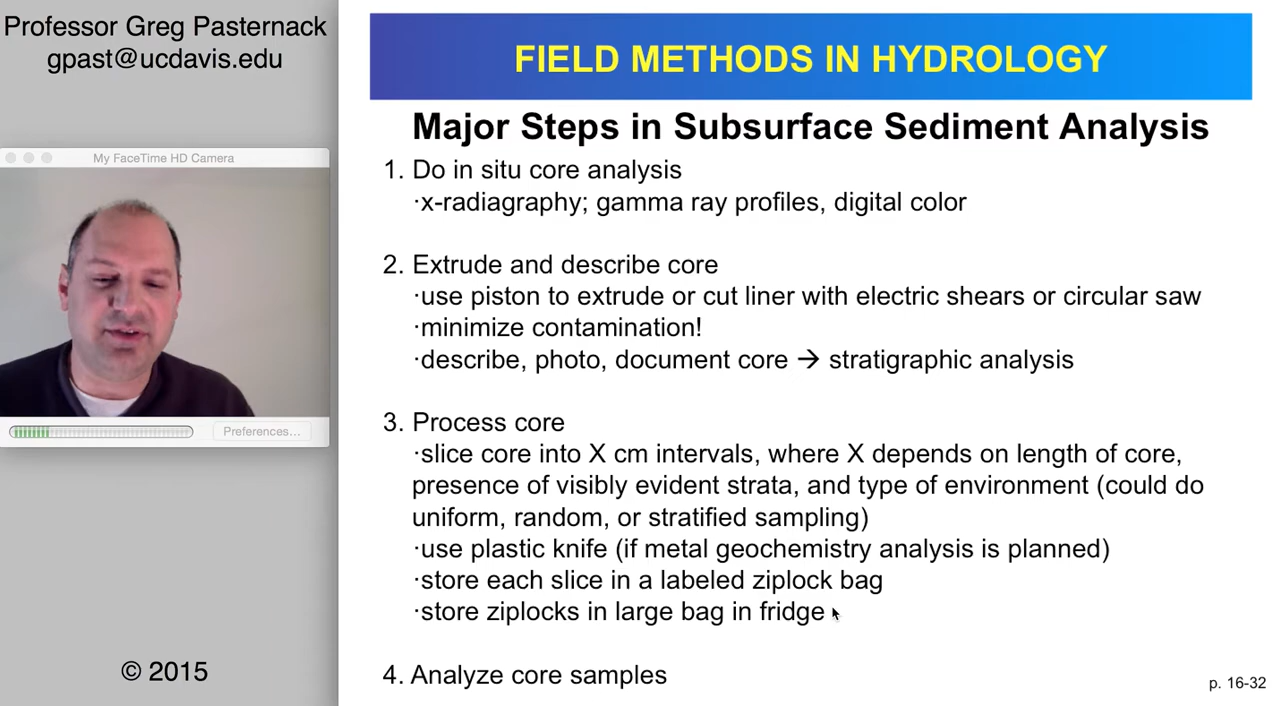 Professor Greg Pasternack
gpast@ucdavis.edu
My FaceTime HD Camera
Preferences...
© 2015
FIELD METHODS IN HYDROLOGY
Major Steps in Subsurface Sediment Analysis
1. Do in situ core analysis
·x-radiagraphy; gamma ray profiles, digital color
2. Extrude and describe core
·use piston to extrude or cut liner with electric shears or circular saw
·minimize contamination!
·describe, photo, document core → stratigraphic analysis
3. Process core
·slice core into X cm intervals, where X depends on length of core,
presence of visibly evident strata, and type of environment (could do
uniform, random, or stratified sampling)
·use plastic knife (if metal geochemistry analysis is planned)
·store each slice in a labeled ziplock bag
·store ziplocks in large bag in fridge
4. Analyze core samples
p. 16-32